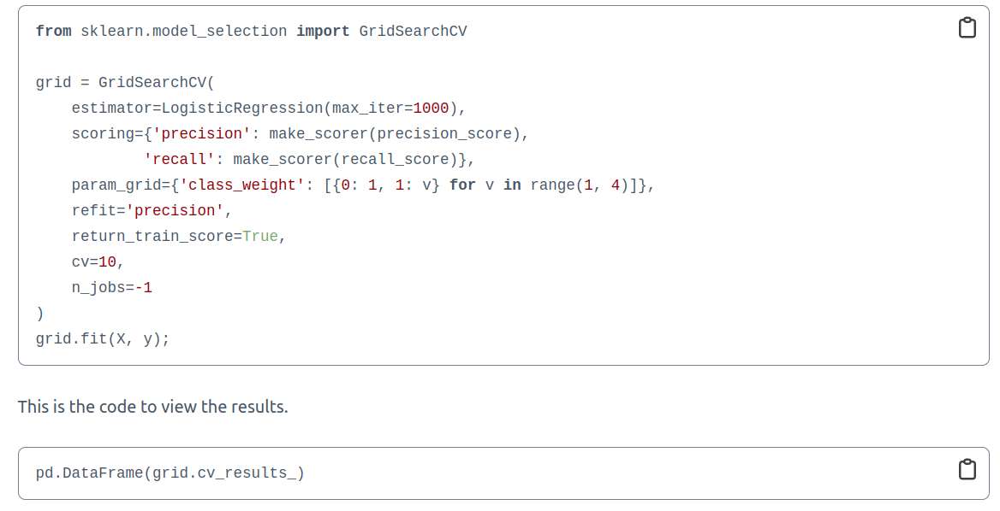 from sklearn.model_selection import GridSearchCV
grid = GridSearchCV(
    estimator=LogisticRegression(max_iter=1000),
    scoring={'precision': make_scorer(precision_score),
            'recall': make_scorer(recall_score)},
    param_grid={'class_weight': [{0: 1, 1: v} for v in range(1, 4)]},
    refit='precision',
    return_train_score=True,
    cv=10,
    n_jobs=-1
)
grid.fit(X, y);
This is the code to view the results.
pd.DataFrame(grid.cv_results_)